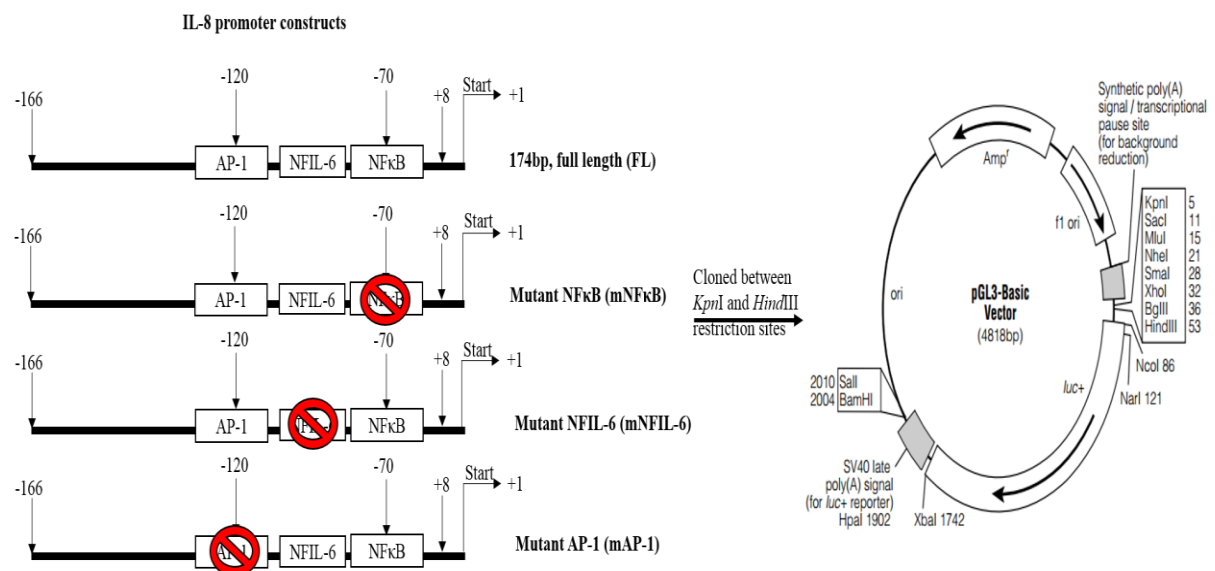 IL-8 promoter constructs
-166
-120
-70
+8
Start
+1
AP-1
NFIL-6
NFκB
174bp, full length (FL)
-166
-120
-70
+8
Start
+1
AP-1
NFIL-6
NFκB
Mutant NFκB (mNFκB)
-166
-120
-70
+8
Start
+1
AP-1
NFIL-6
NFκB
Mutant NFIL-6 (mNFIL-6)
-166
-120
-70
+8
Start
+1
AP-1
NFIL-6
NFκB
Mutant AP-1 (mAP-1)
Cloned between
KpnI and HindIII
restriction sites
Synthetic poly(A)
signal / transcriptional
pause site
(for background
reduction)
Ampʳ
f1 ori
ori
pGL3-Basic
Vector
(4818bp)
KpnI 5
SacI 11
MluI 15
NheI 21
SmaI 28
XhoI 32
BglII 36
HindIII 53
NcoI 86
NarI 121
luc+
2010 SalI
2004 BamHI
SV40 late
poly(A) signal
(for luc+ reporter)
HpaI 1902
XbaI 1742